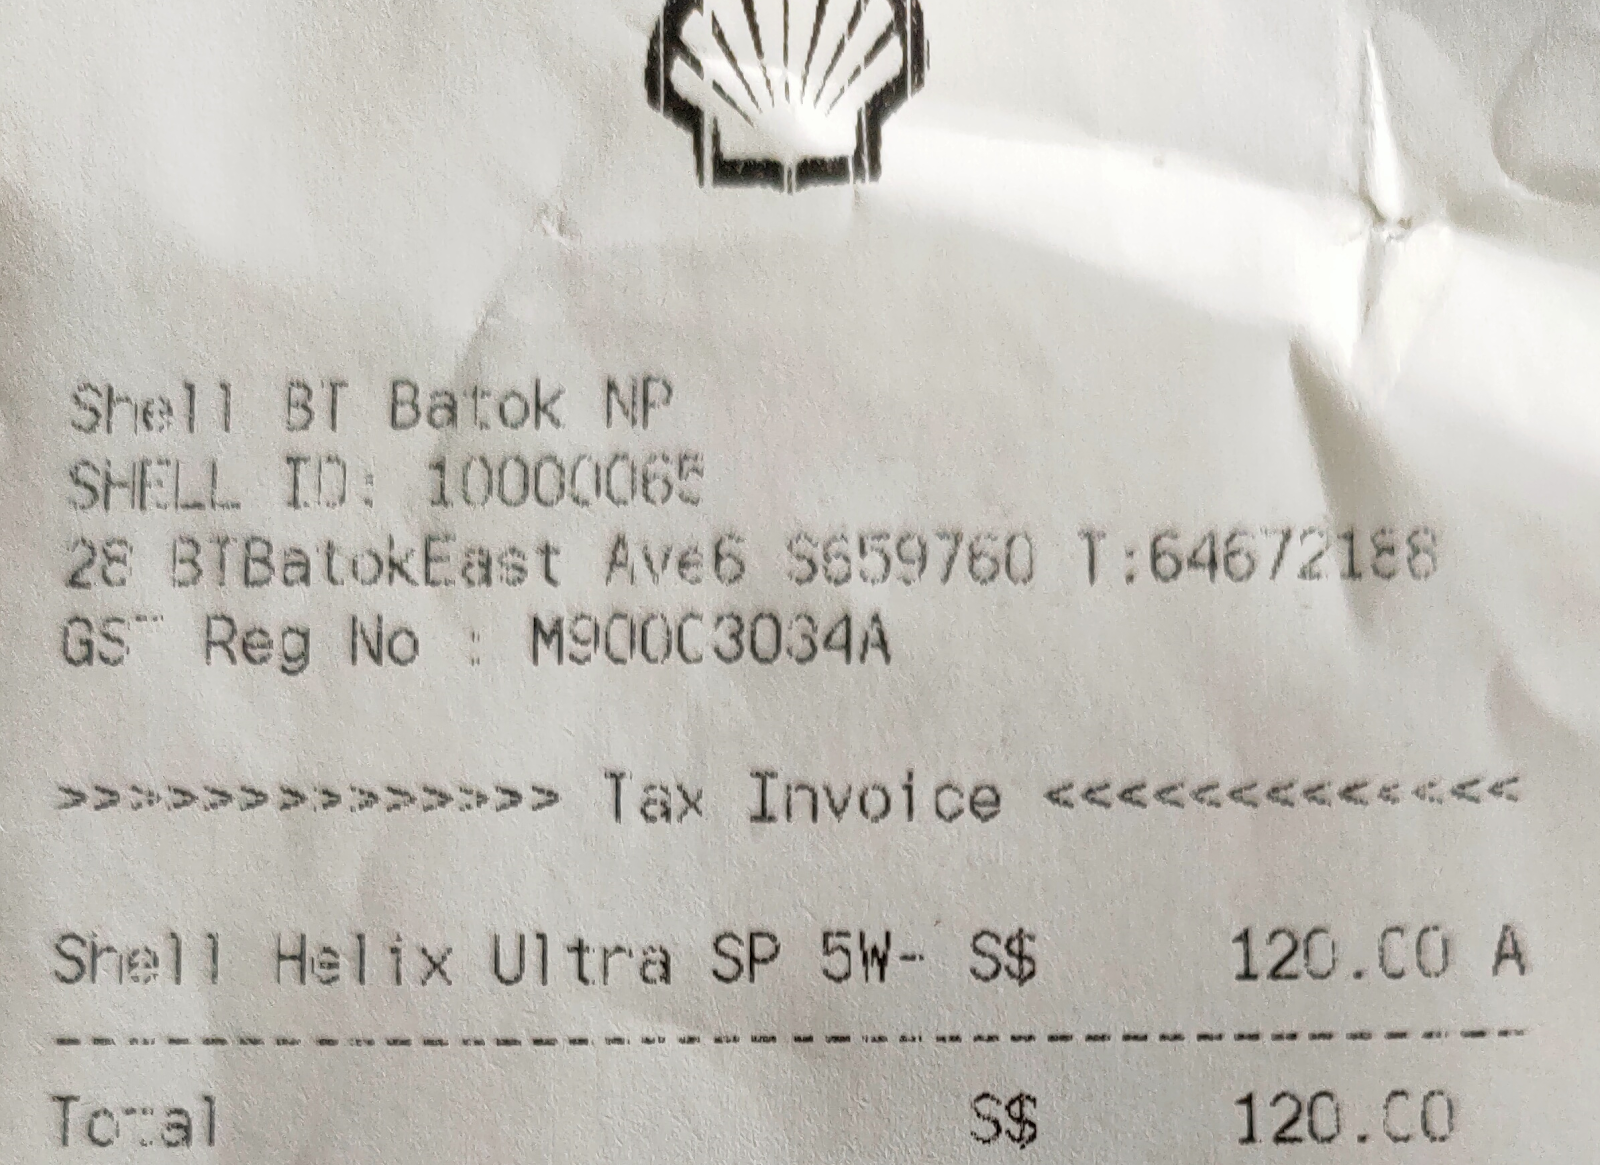 Shell BT Batok NP
SHELL ID: 10000065
28 BTBatokEast Ave6 S659760 T:64672188
GST Reg No : M90003034A
>>>>>>>>>>>>>> Tax Invoice <<<<<<<<<<<<<
Shell Helix Ultra SP 5W- S$ 120.00 A
----------------------------------------
Total S$ 120.00